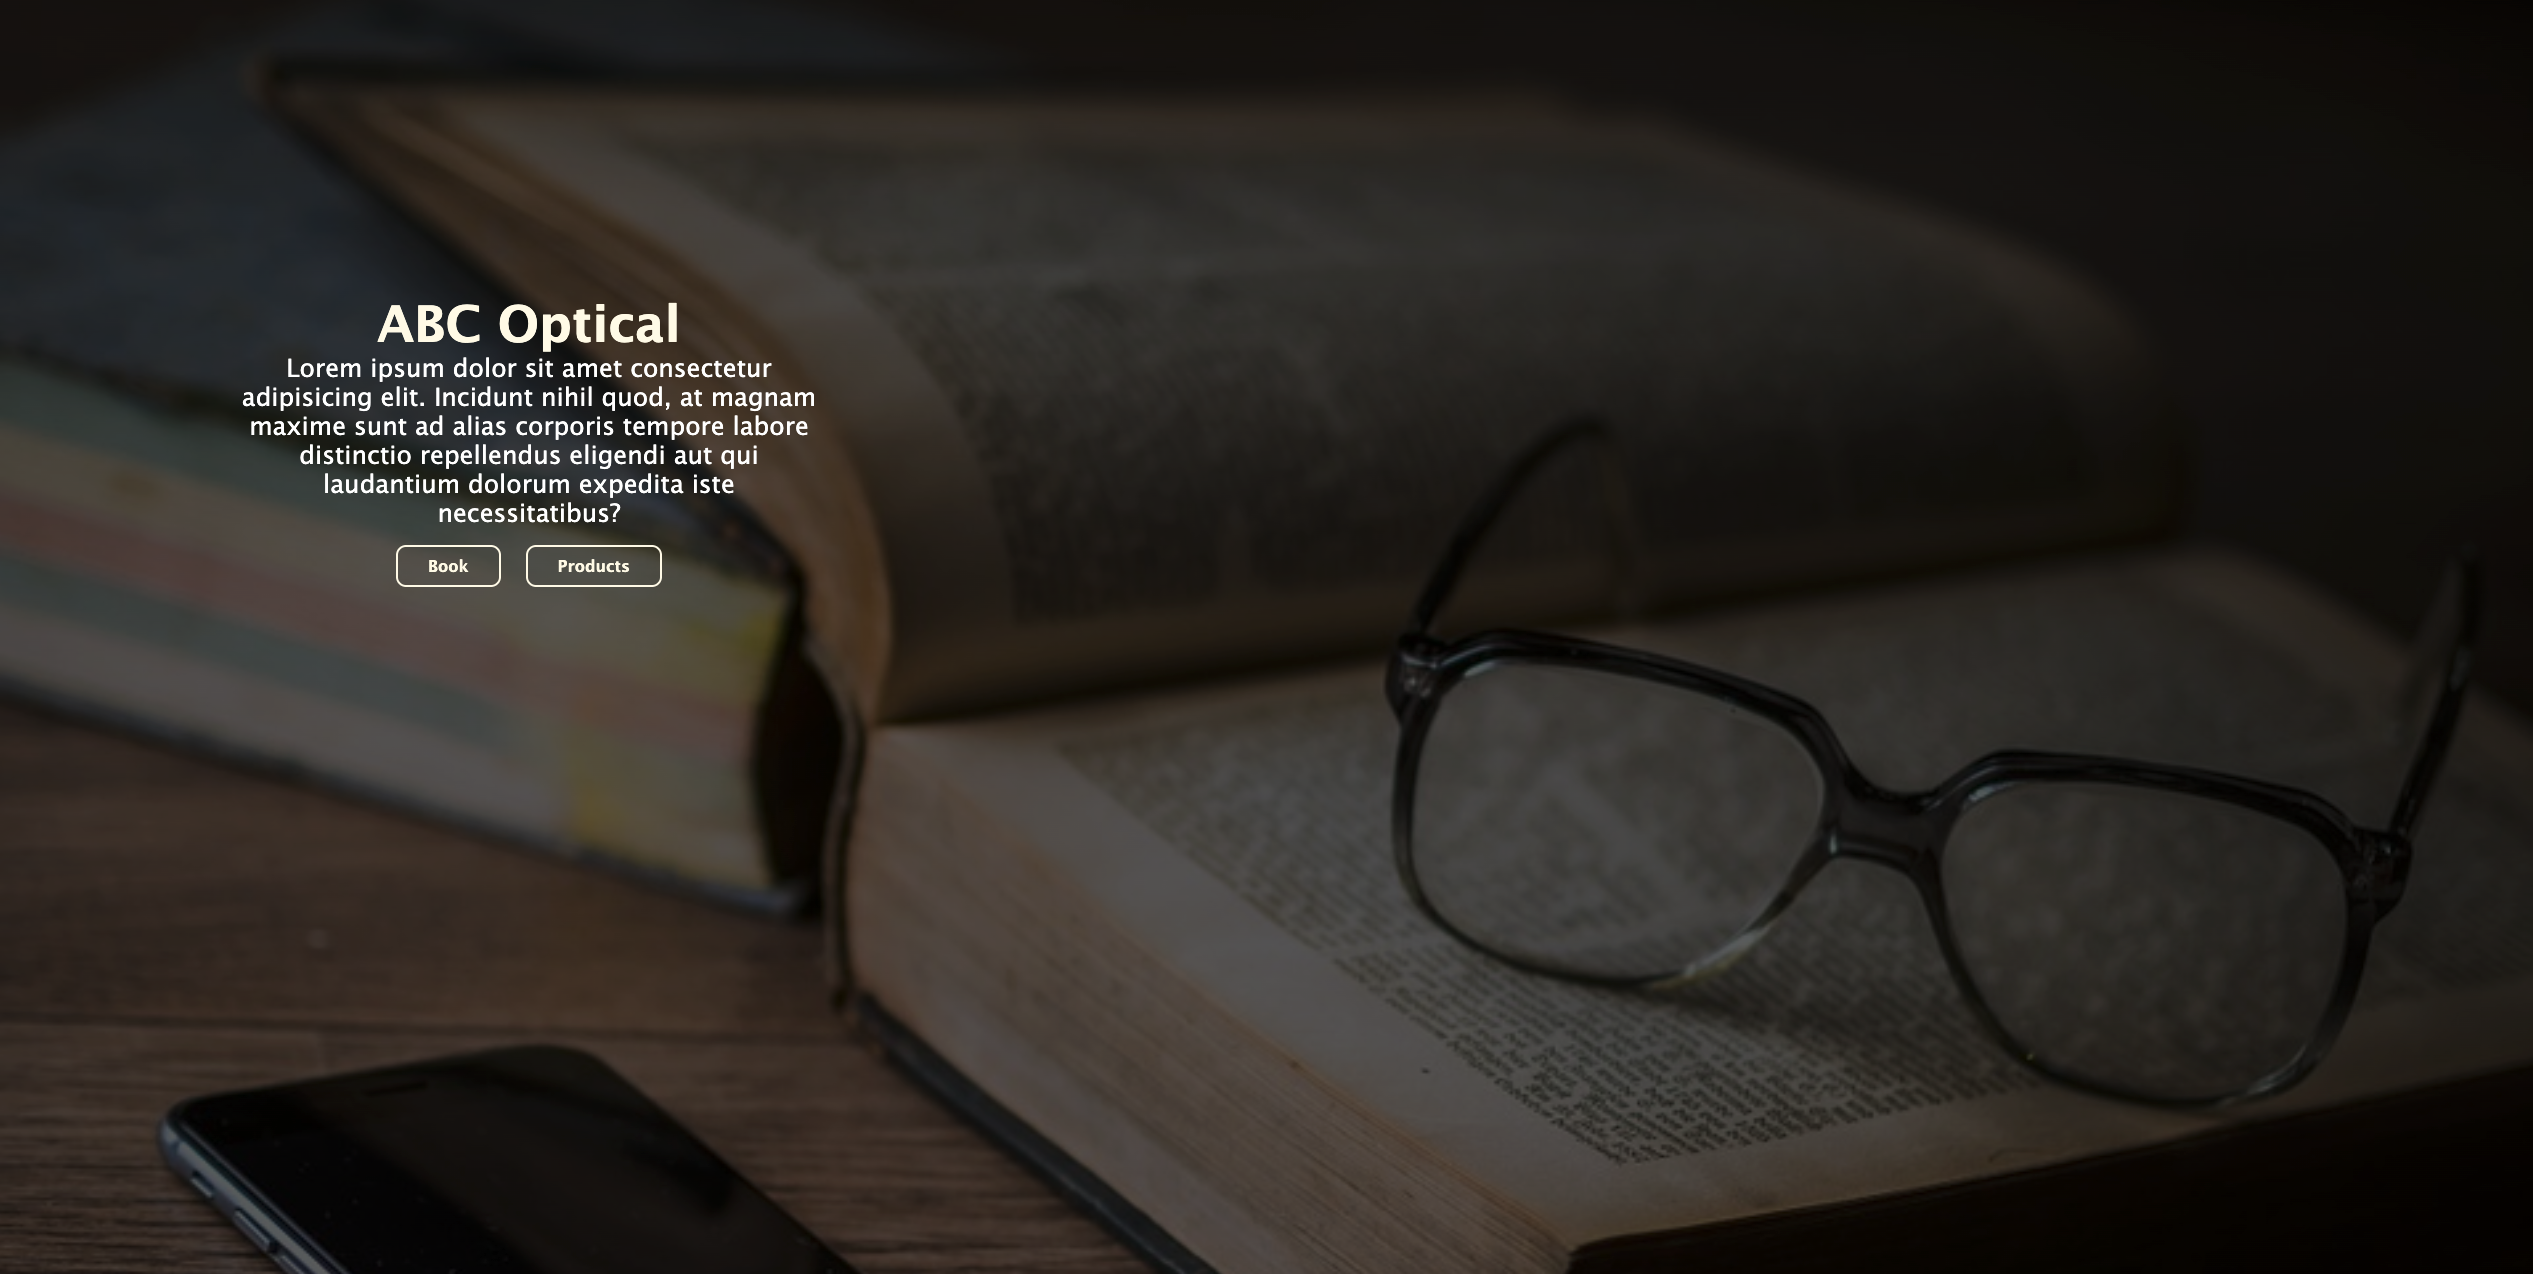 ABC Optical
Lorem ipsum dolor sit amet consectetur
adipisicing elit. Incidunt nihil quod, at magnam
maxime sunt ad alias corporis tempore labore
distinctio repellendus eligendi aut qui
laudantium dolorum expedita iste
necessitatibus?
Book
Products